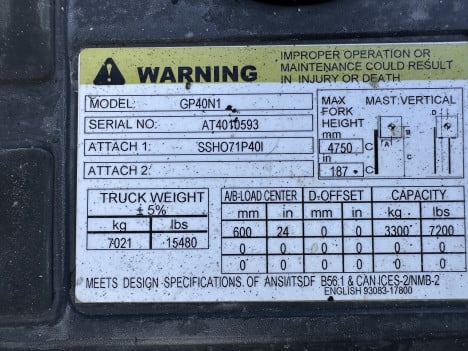 WARNING
IMPROPER OPERATION OR
MAINTENANCE COULD RESULT
IN INJURY OR DEATH
MODEL: GP40N1
SERIAL NO: AT4010593
ATTACH 1: SSHO71P40I
ATTACH 2:
MAX FORK HEIGHT
mm
4750
in
187
MAST:VERTICAL
A
B
C
D
C
TRUCK WEIGHT
± 5%
kg lbs
7021 15480
A/B-LOAD CENTER D-OFFSET CAPACITY
mm in mm in kg lbs
600 24 0 0 3300 7200
0 0 0 0 0 0
0 0 0 0 0 0
MEETS DESIGN SPECIFICATIONS. OF ANSI/ITSDF B56.1 & CAN ICES-2/NMB-2
ENGLISH 93083-17800